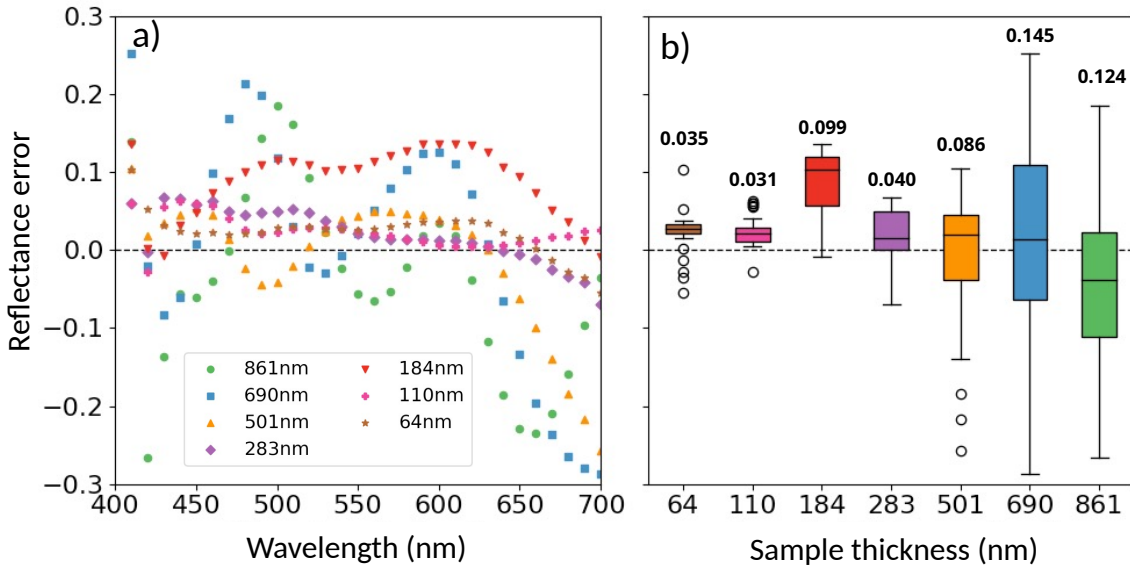 a)
0.3
0.2
0.1
0.0
−0.1
−0.2
−0.3
Reflectance error
861nm
690nm
501nm
283nm
184nm
110nm
64nm
400
450
500
550
600
650
700
Wavelength (nm)
b)
0.035
0.031
0.099
0.040
0.086
0.145
0.124
64
110
184
283
501
690
861
Sample thickness (nm)